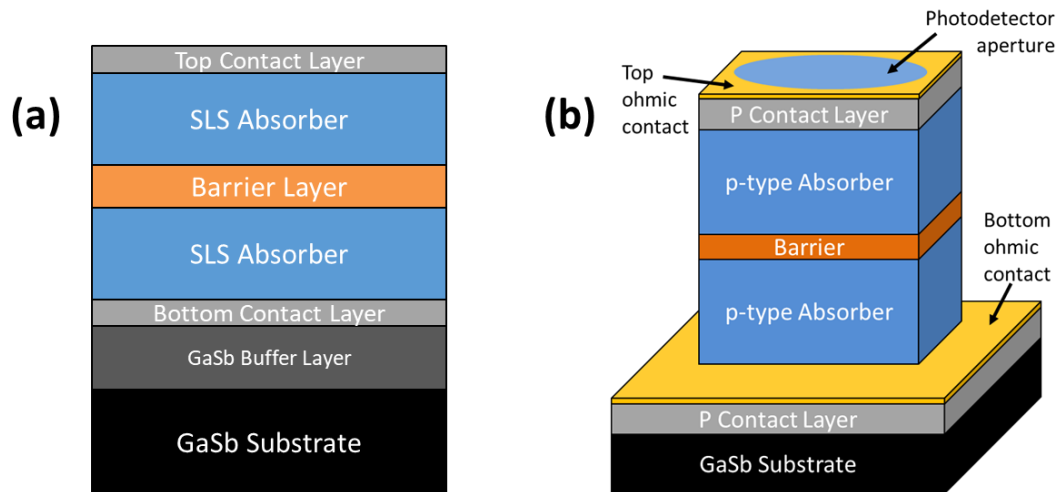 (a)
Top Contact Layer
SLS Absorber
Barrier Layer
SLS Absorber
Bottom Contact Layer
GaSb Buffer Layer
GaSb Substrate
(b)
Photodetector
aperture
Top
ohmic
contact
P Contact Layer
p-type Absorber
Barrier
p-type Absorber
Bottom
ohmic
contact
P Contact Layer
GaSb Substrate